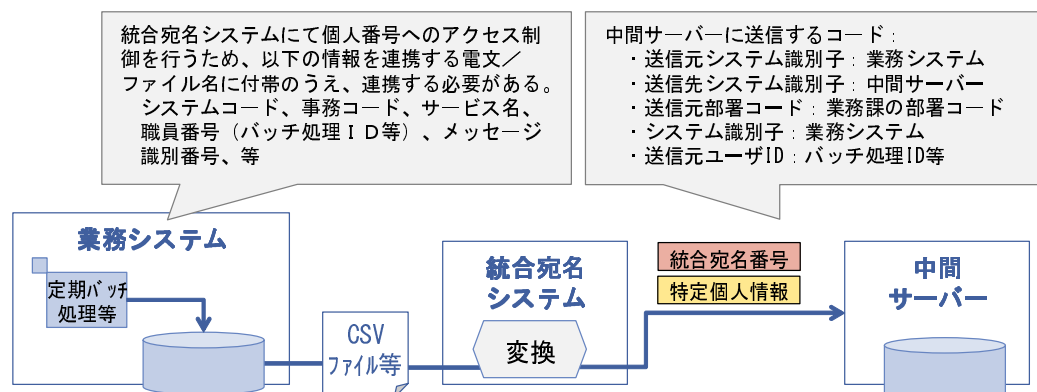 統合宛名システムにて個人番号へのアクセス制
御を行うため、以下の情報を連携する電文／
ファイル名に付帯のうえ、連携する必要がある。
システムコード、事務コード、サービス名、
職員番号（バッチ処理ＩＤ等）、メッセージ
識別番号、等
中間サーバーに送信するコード：
・送信元システム識別子：業務システム
・送信先システム識別子：中間サーバー
・送信元部署コード：業務課の部署コード
・システム識別子：業務システム
・送信元ユーザID：バッチ処理ID等
業務システム
定期バッチ
処理等
CSV
ファイル等
統合宛名
システム
変換
統合宛名番号
特定個人情報
中間
サーバー